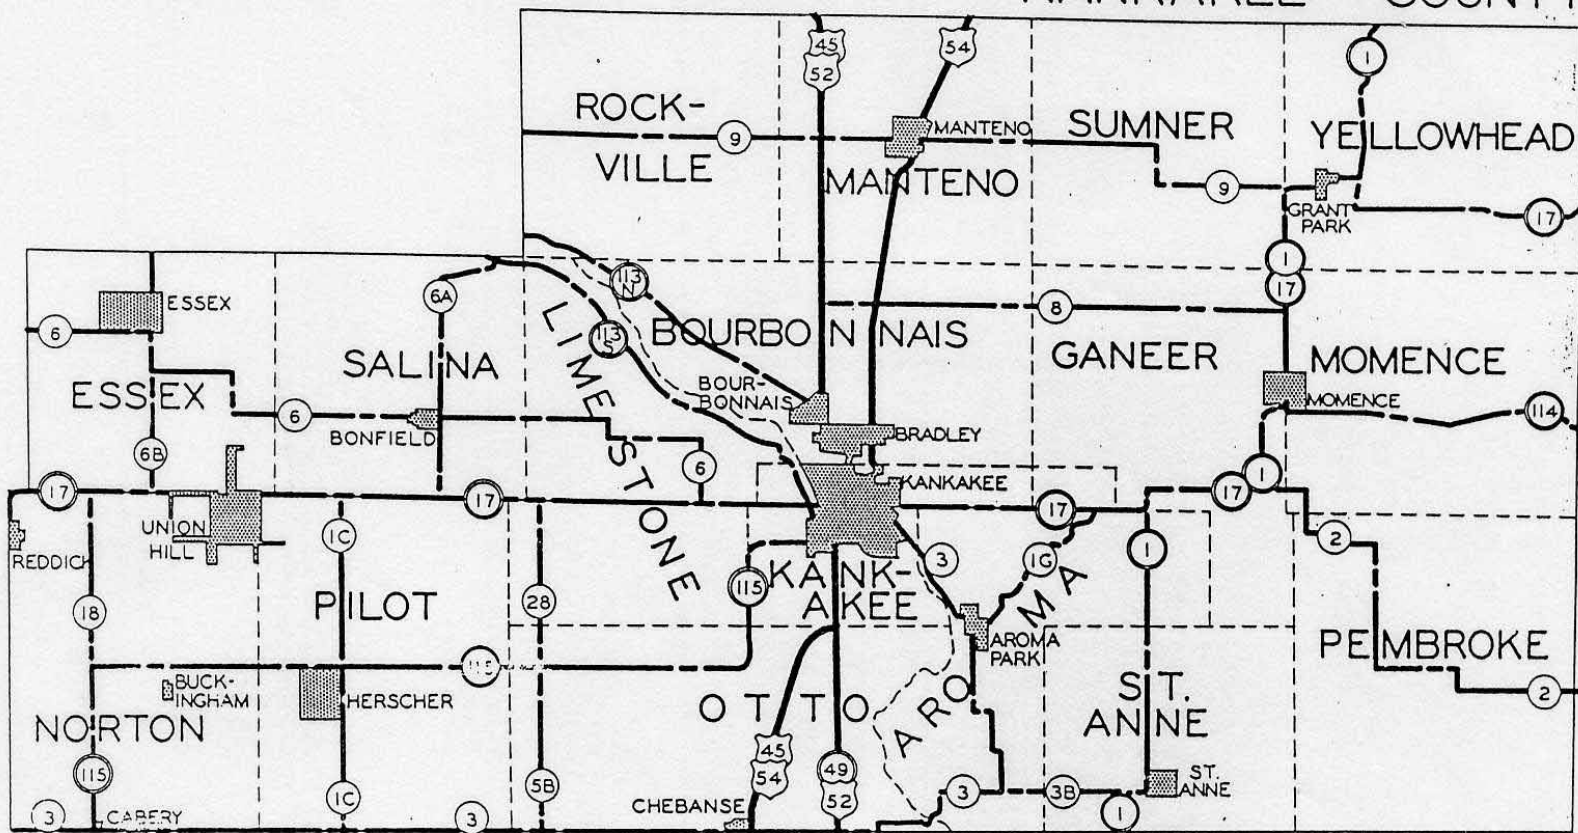 KANKAKEE COUNTY
45
52
54
1
ROCK-
VILLE
9
MANTENO
MANTENO
SUMNER
YELLOWHEAD
9
GRANT
PARK
17
1
17
113
N
113
S
6A
ESSEX
6
ESSEX
SALINA
LIMESTONE
BOURBONNAIS
8
GANEER
MOMENCE
MOMENCE
114
BOUR-
BONNAIS
BRADLEY
6
BONFIELD
6B
6
KANKAKEE
1
17
17
17
17
UNION
HILL
REDDICK
1C
28
115
3
1G
1
2
KANK-
AKEE
18
PILOT
AROMA
PARK
PEMBROKE
2
115
BUCK-
INGHAM
HERSCHER
NORTON
OTTO
AROMA
ST.
ANNE
45
54
49
52
115
3
CABERY
1C
3
5B
CHEBANSE
3
3B
1
ST.
ANNE